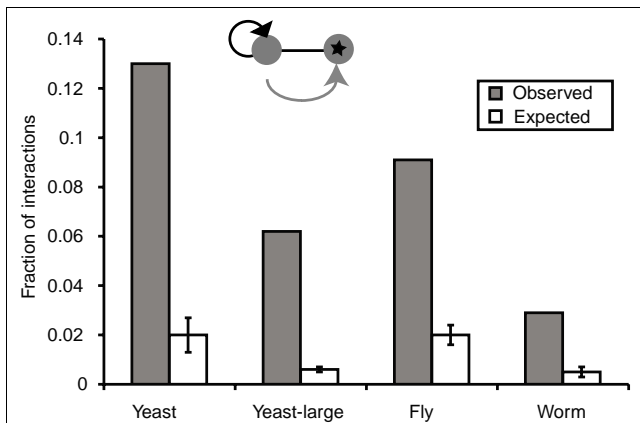 0.14
0.12
0.1
0.08
0.06
0.04
0.02
0
Fraction of interactions
Observed
Expected
Yeast
Yeast-large
Fly
Worm